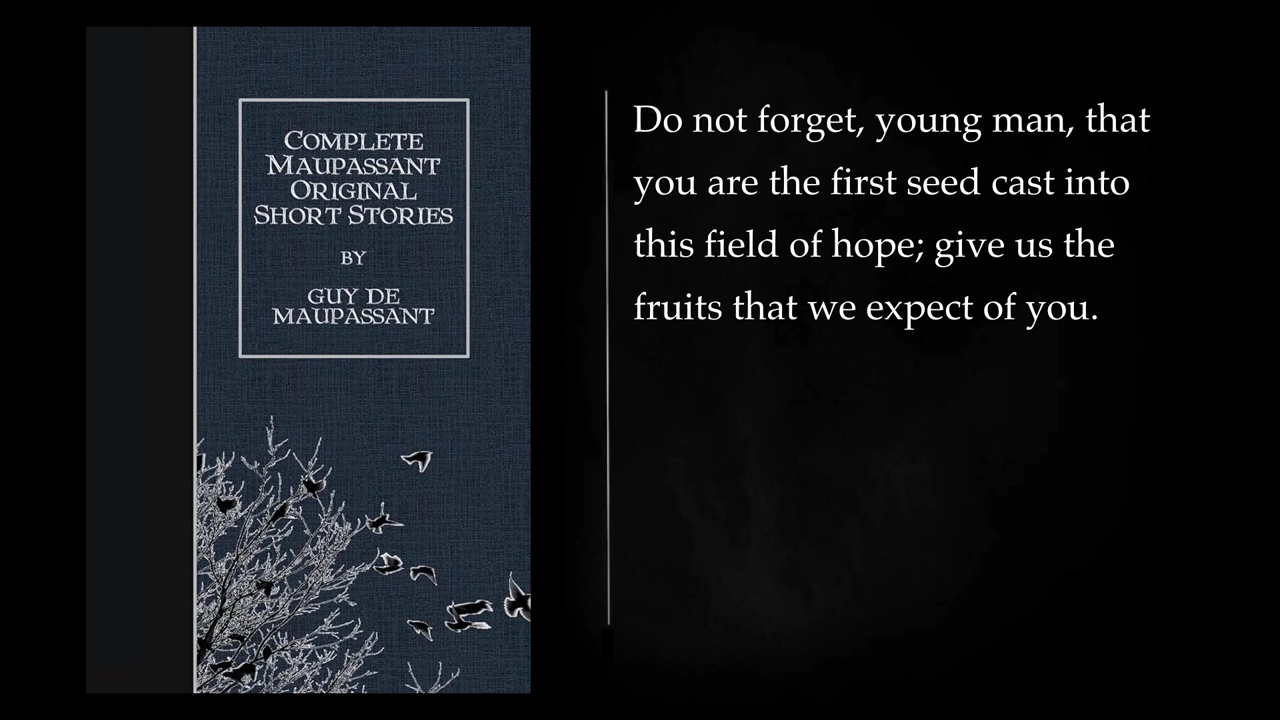 COMPLETE
MAUPASSANT
ORIGINAL
SHORT STORIES
BY
GUY DE
MAUPASSANT
Do not forget, young man, that
you are the first seed cast into
this field of hope; give us the
fruits that we expect of you.